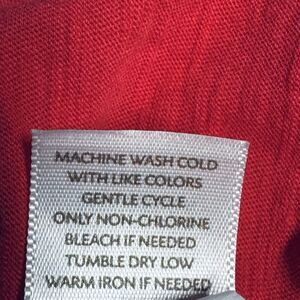 MACHINE WASH COLD
WITH LIKE COLORS
GENTLE CYCLE
ONLY NON-CHLORINE
BLEACH IF NEEDED
TUMBLE DRY LOW
WARM IRON IF NEEDED